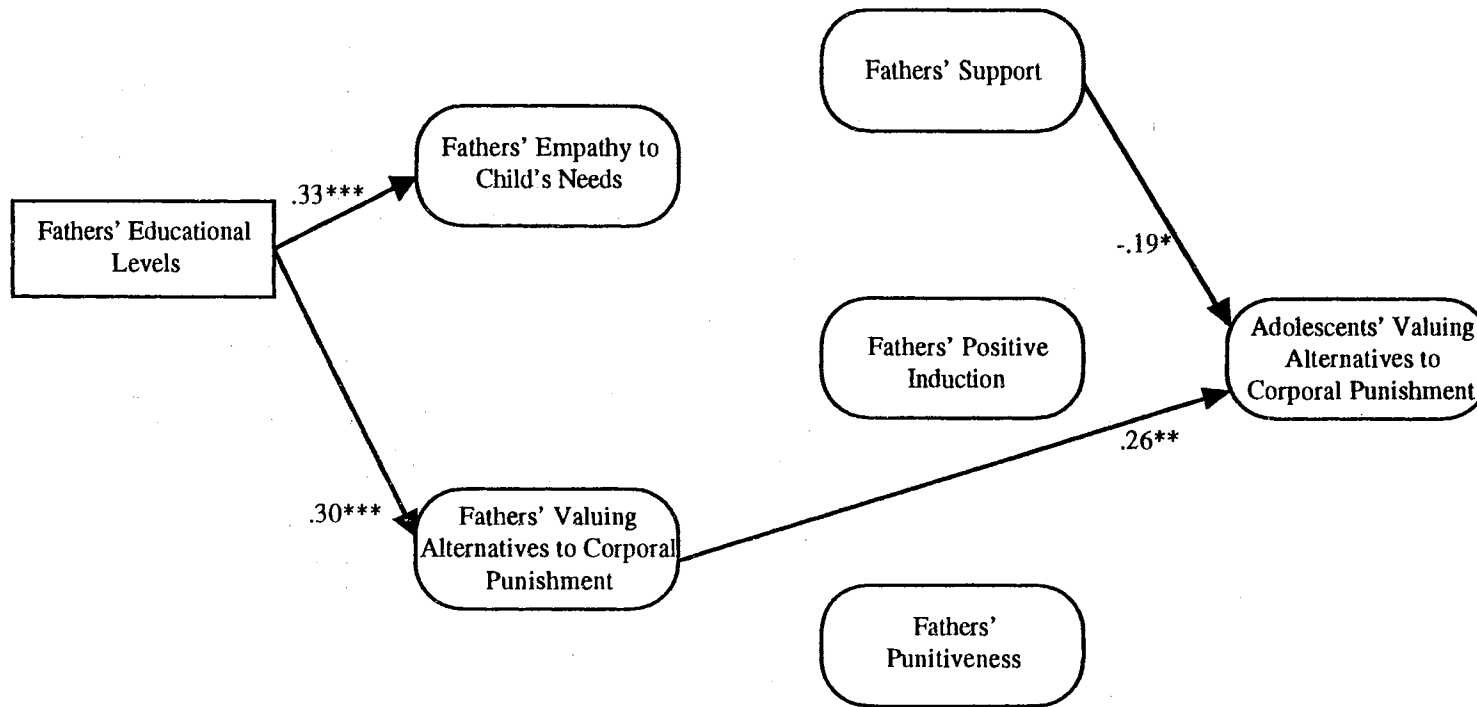 Fathers' Support
Fathers' Empathy to
Child's Needs
.33***
Fathers' Educational
Levels
-.19*
Fathers' Positive
Induction
Adolescents' Valuing
Alternatives to
Corporal Punishment
.26**
.30***
Fathers' Valuing
Alternatives to Corporal
Punishment
Fathers'
Punitiveness